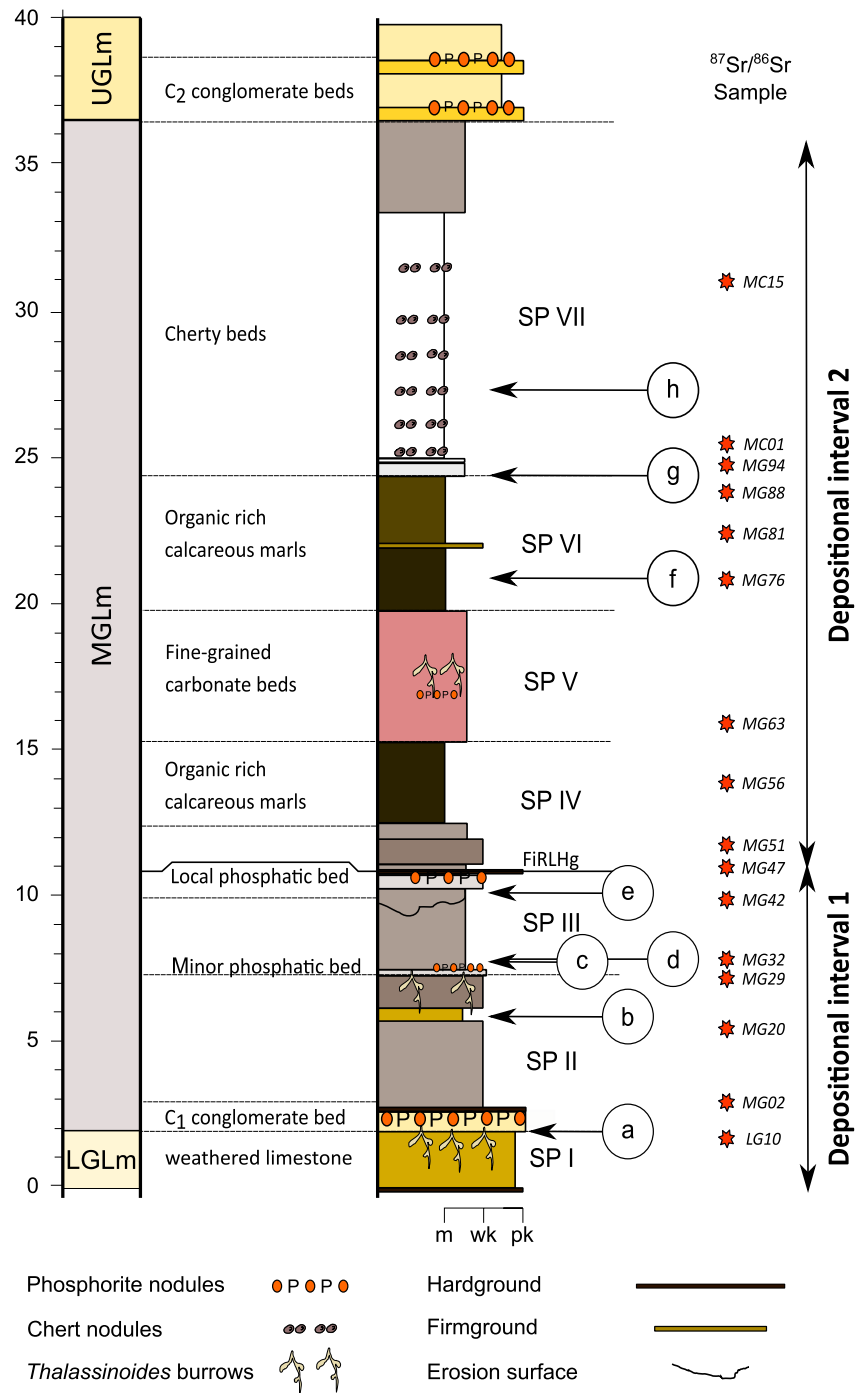 40
35
30
25
20
15
10
5
0
UGLm
MGLm
LGLm
C2 conglomerate beds
Cherty beds
Organic rich
calcareous marls
Fine-grained
carbonate beds
Organic rich
calcareous marls
Local phosphatic bed
Minor phosphatic bed
C1 conglomerate bed
weathered limestone
P P
P P
P P
P P
P P
P P P P
SP VII
SP VI
SP V
SP IV
FiRLHg
SP III
SP II
SP I
h
g
f
e
c
d
b
a
87Sr/86Sr
Sample
MC15
MC01
MG94
MG88
MG81
MG76
MG63
MG56
MG51
MG47
MG42
MG32
MG29
MG20
MG02
LG10
Depositional interval 2
Depositional interval 1
m wk pk
Phosphorite nodules P P
Hardground
Chert nodules
Firmground
Thalassinoides burrows
Erosion surface